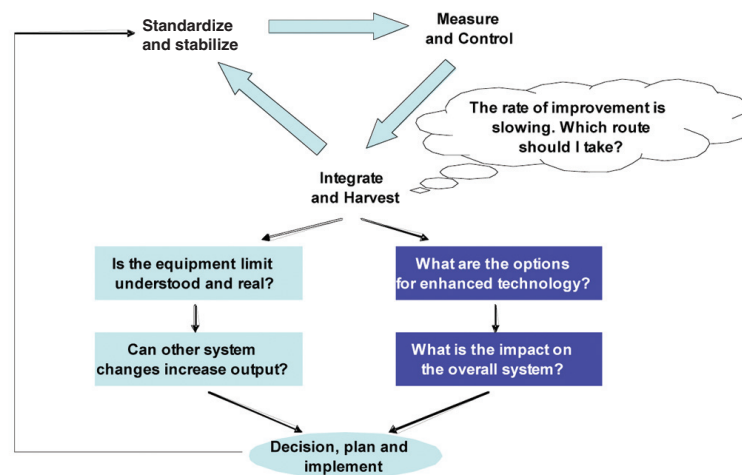 Standardize
and stabilize
Measure
and Control
The rate of improvement is
slowing. Which route
should I take?
Integrate
and Harvest
Is the equipment limit
understood and real?
What are the options
for enhanced technology?
Can other system
changes increase output?
What is the impact on
the overall system?
Decision, plan and
implement